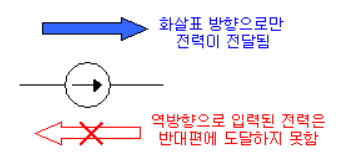 화살표 방향으로만
전력이 전달됨
역방향으로 입력된 전력은
반대편에 도달하지 못함